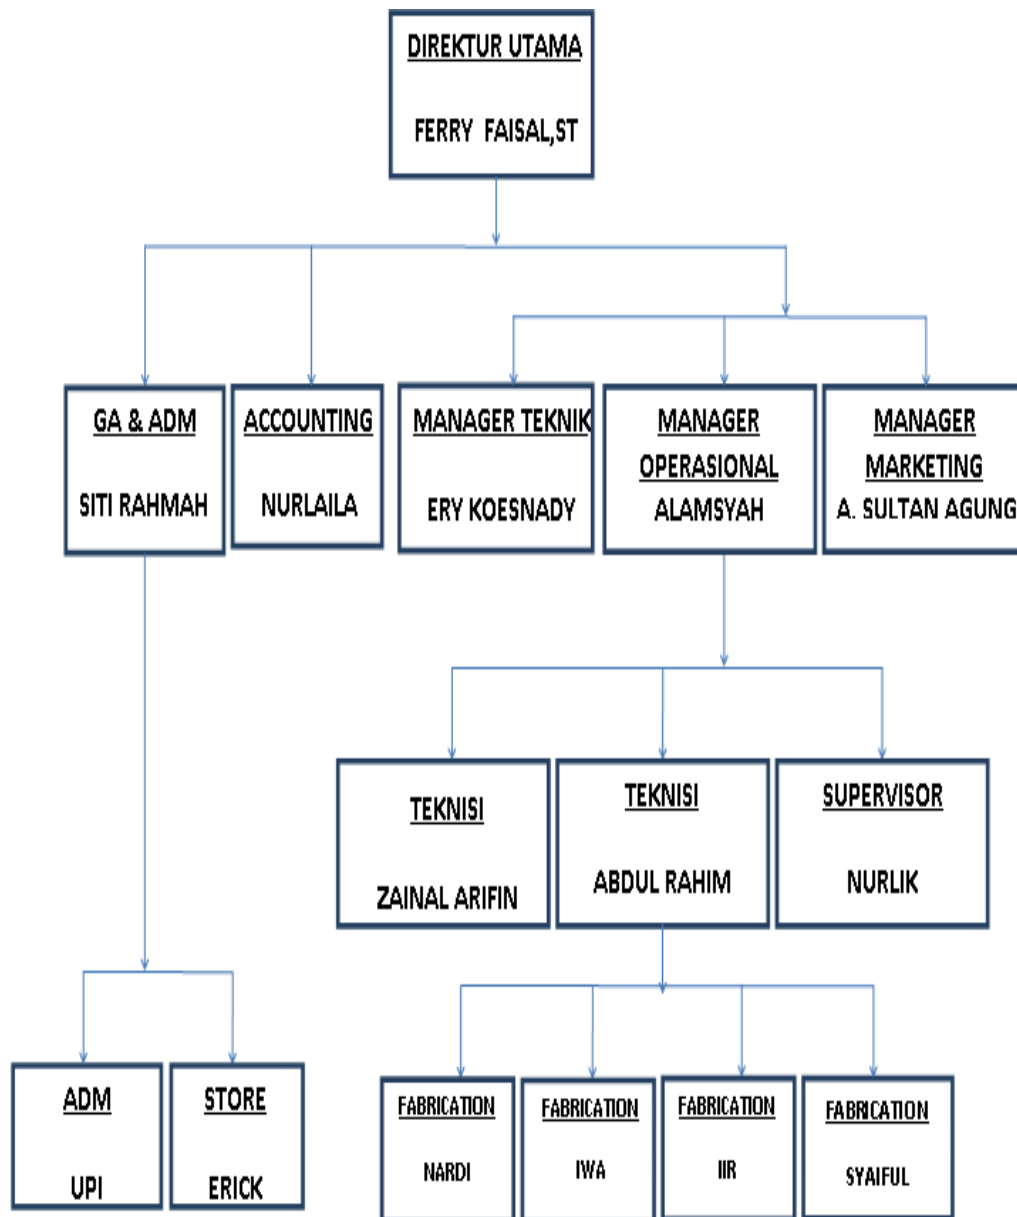 DIREKTUR UTAMA
FERRY FAISAL,ST
GA & ADM
SITI RAHMAH
ACCOUNTING
NURLAILA
MANAGER TEKNIK
ERY KOESNADY
MANAGER
OPERASIONAL
ALAMSYAH
MANAGER
MARKETING
A. SULTAN AGUNG
TEKNISI
ZAINAL ARIFIN
TEKNISI
ABDUL RAHIM
SUPERVISOR
NURLIK
ADM
UPI
STORE
ERICK
FABRICATION
NARDI
FABRICATION
IWA
FABRICATION
IIR
FABRICATION
SYAIFUL